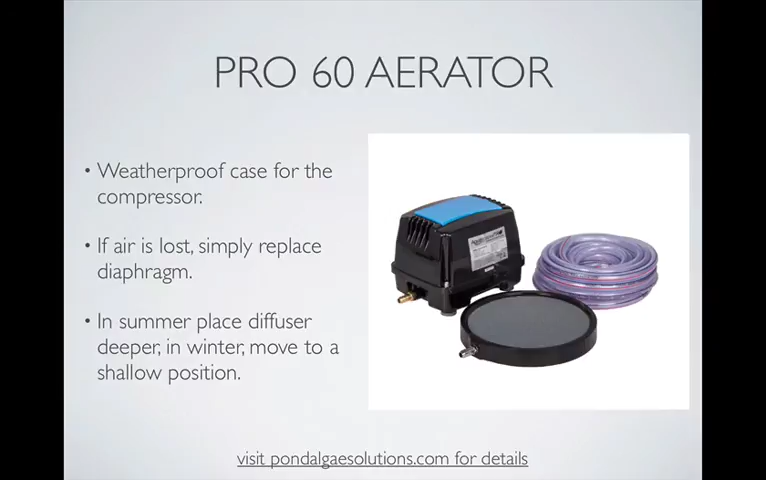 PRO 60 AERATOR
• Weatherproof case for the
compressor.
• If air is lost, simply replace
diaphragm.
• In summer place diffuser
deeper, in winter, move to a
shallow position.
visit pondalgaesolutions.com for details